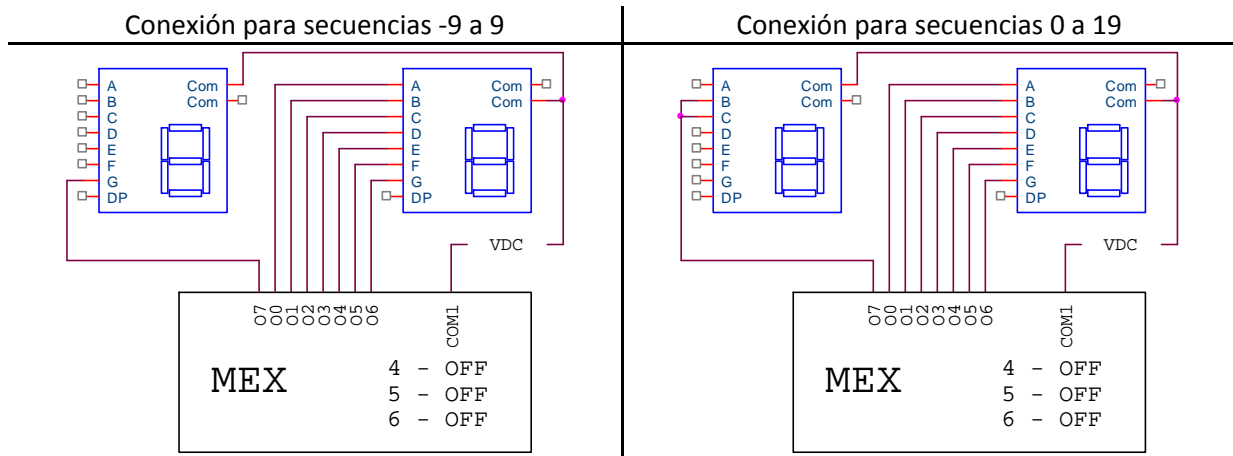 Conexión para secuencias -9 a 9
A Com
B Com
C
D
E
F
G
DP
A Com
B Com
C
D
E
F
G
DP
VDC
O7 O0 O1 O2 O3 O4 O5 O6 COM1
MEX
4 - OFF
5 - OFF
6 - OFF
Conexión para secuencias 0 a 19
A Com
B Com
C
D
E
F
G
DP
A Com
B Com
C
D
E
F
G
DP
VDC
O7 O0 O1 O2 O3 O4 O5 O6 COM1
MEX
4 - OFF
5 - OFF
6 - OFF